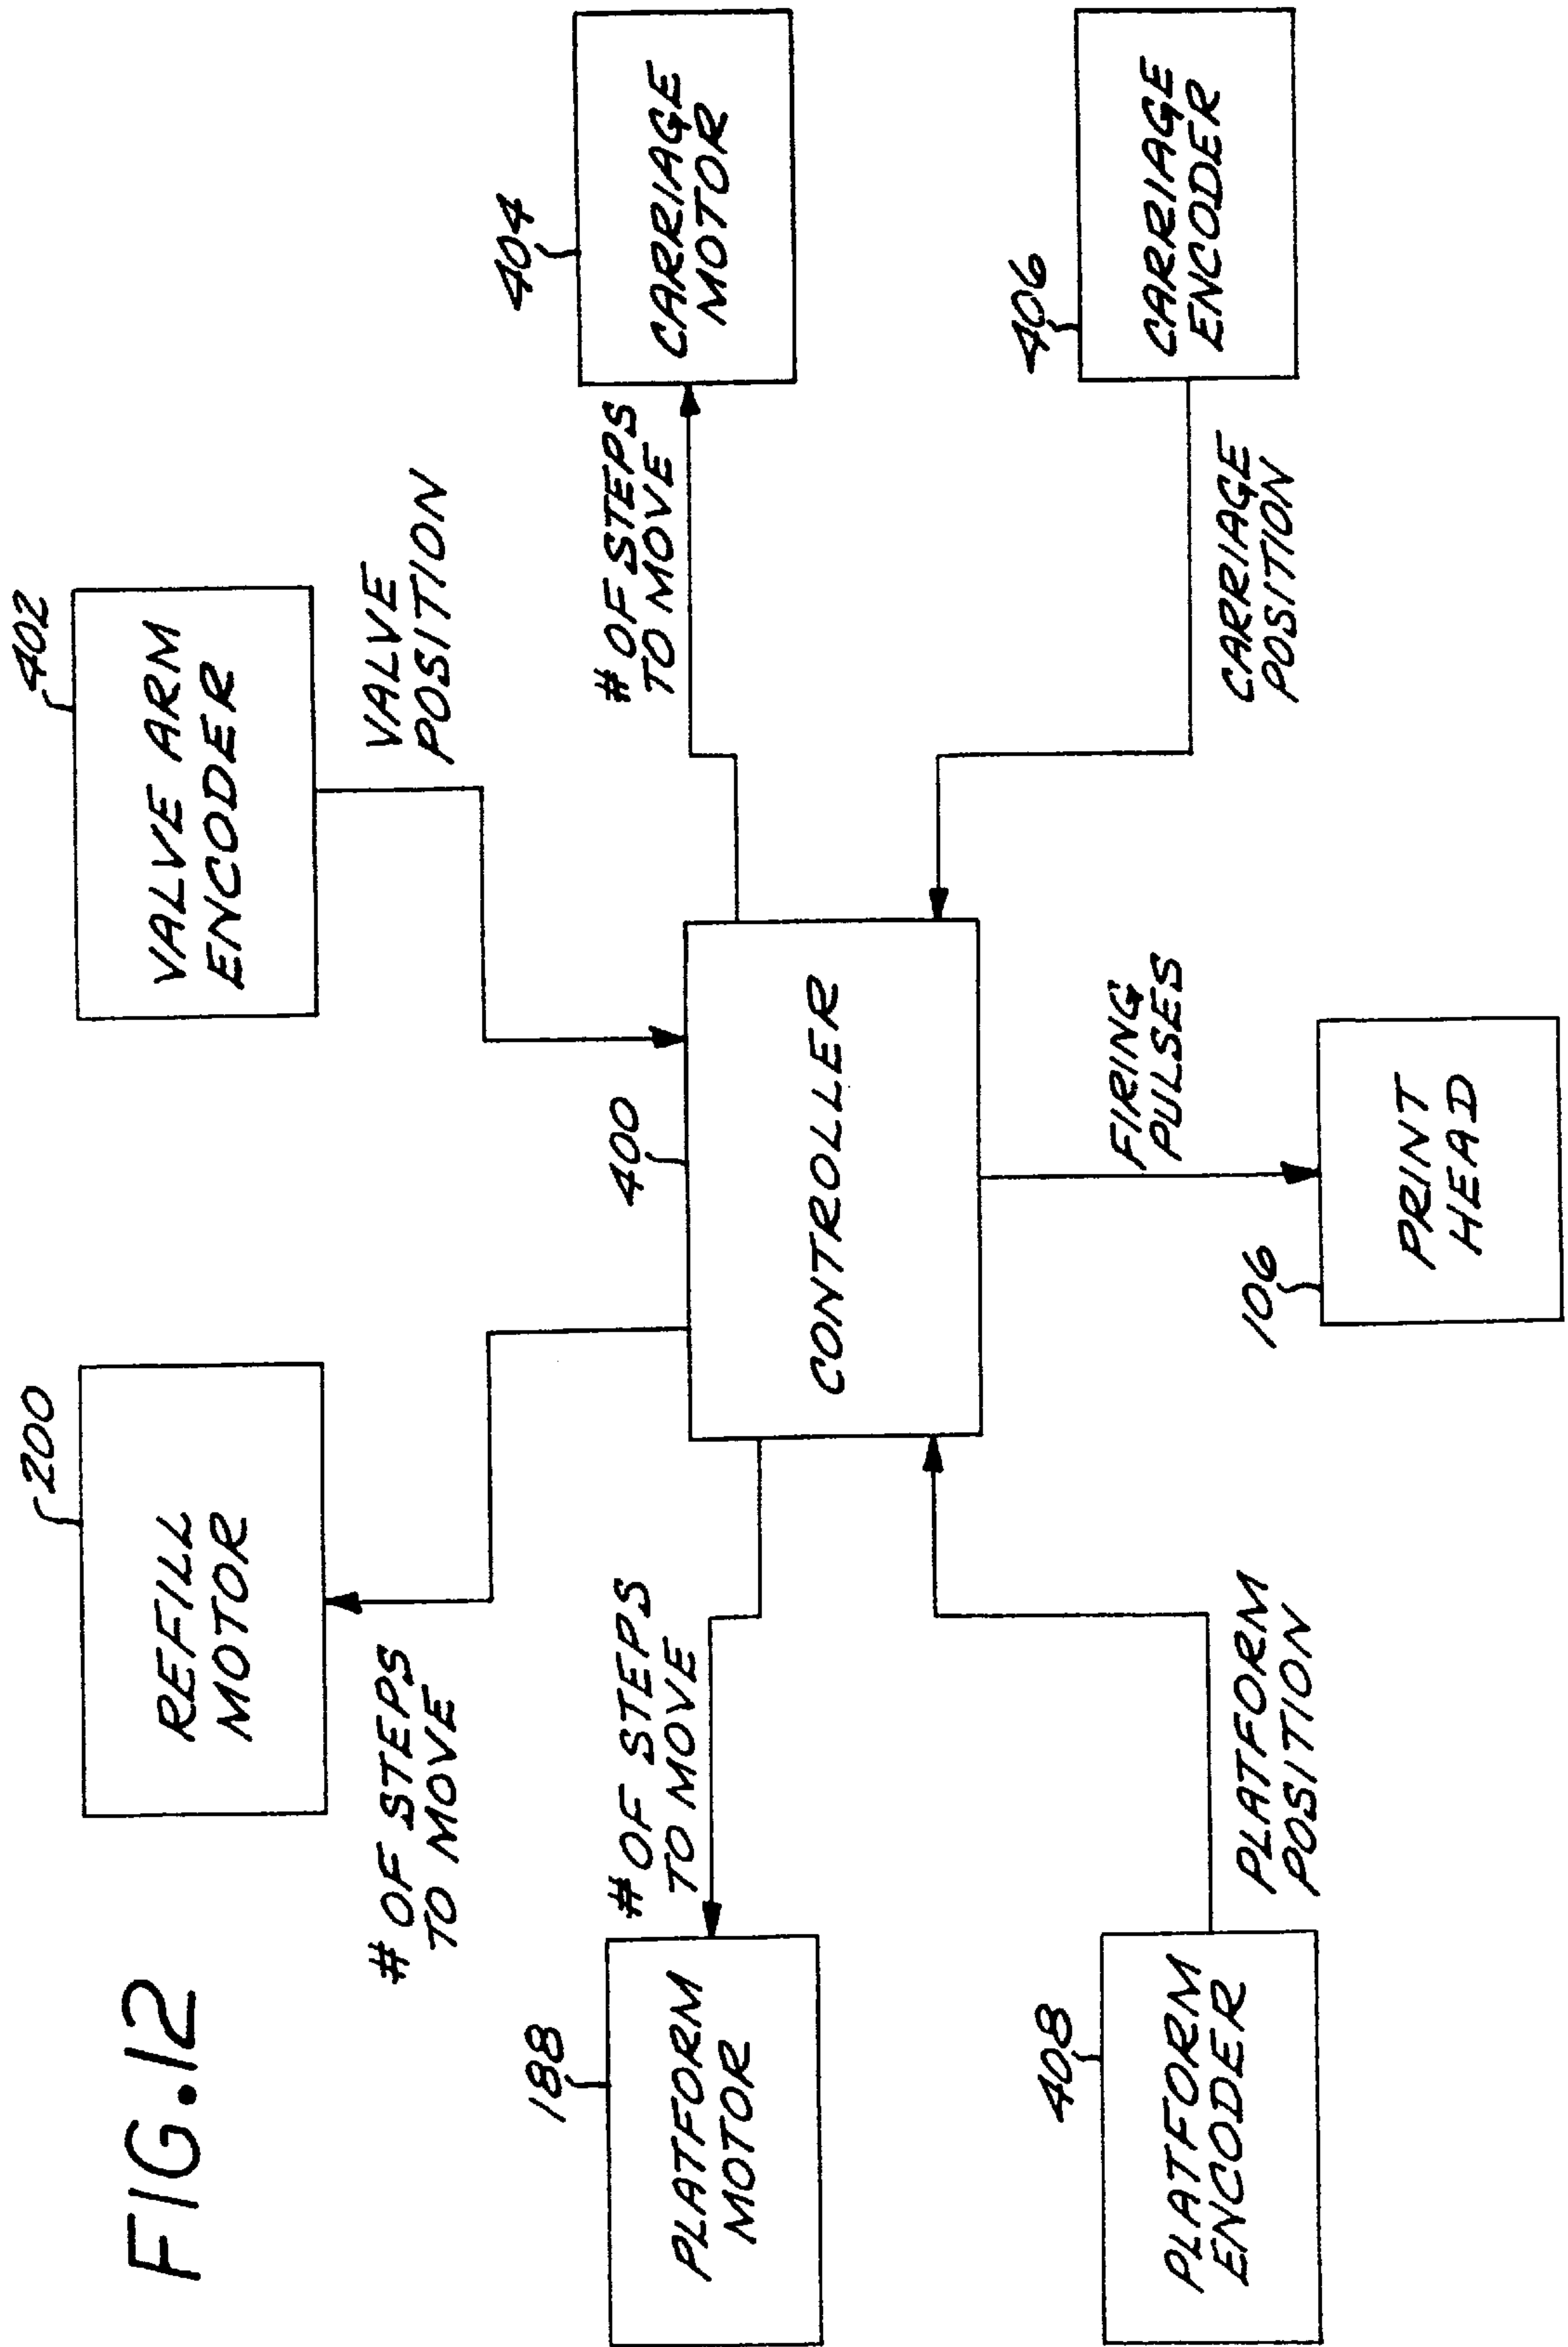 FIG.12
200
REFILL
MOTOR
# OF STEPS
TO MOVE
402
VALVE ARM
ENCODER
VALVE
POSITION
188
PLATFORM
MOTOR
# OF STEPS
TO MOVE
400
CONTROLLER
# OF STEPS
TO MOVE
404
CARRIAGE
MOTOR
408
PLATFORM
ENCODER
PLATFORM
POSITION
106
PRINT
HEAD
FIRING
PULSES
CARRIAGE
POSITION
406
CARRIAGE
ENCODER